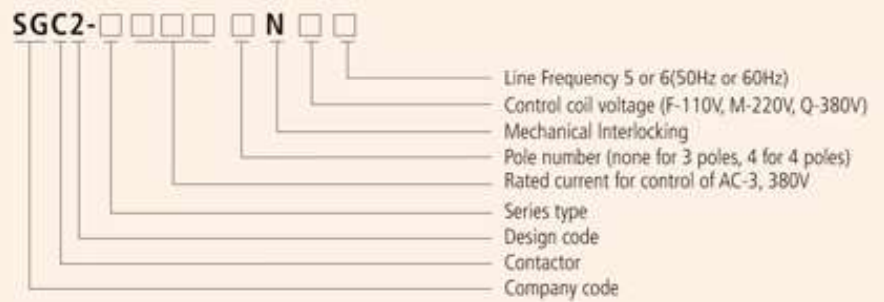 SGC2-□□□□ □ N □ □
Line Frequency 5 or 6(50Hz or 60Hz)
Control coil voltage (F-110V, M-220V, Q-380V)
Mechanical Interlocking
Pole number (none for 3 poles, 4 for 4 poles)
Rated current for control of AC-3, 380V
Series type
Design code
Contactor
Company code